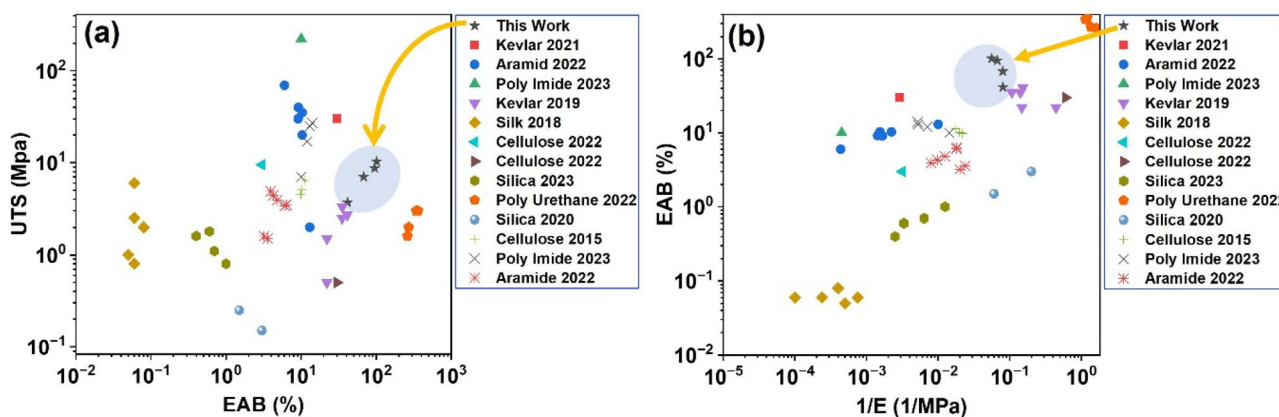 (a)
UTS (Mpa)
10²
10¹
10⁰
10⁻¹
10⁻² 10⁻¹ 10⁰ 10¹ 10² 10³
EAB (%)
This Work
Kevlar 2021
Aramid 2022
Poly Imide 2023
Kevlar 2019
Silk 2018
Cellulose 2022
Cellulose 2022
Silica 2023
Poly Urethane 2022
Silica 2020
Cellulose 2015
Poly Imide 2023
Aramide 2022
(b)
EAB (%)
10²
10¹
10⁰
10⁻¹
10⁻²
10⁻⁵ 10⁻⁴ 10⁻³ 10⁻² 10⁻¹ 10⁰
1/E (1/MPa)
This Work
Kevlar 2021
Aramid 2022
Poly Imide 2023
Kevlar 2019
Silk 2018
Cellulose 2022
Cellulose 2022
Silica 2023
Poly Urethane 2022
Silica 2020
Cellulose 2015
Poly Imide 2023
Aramide 2022